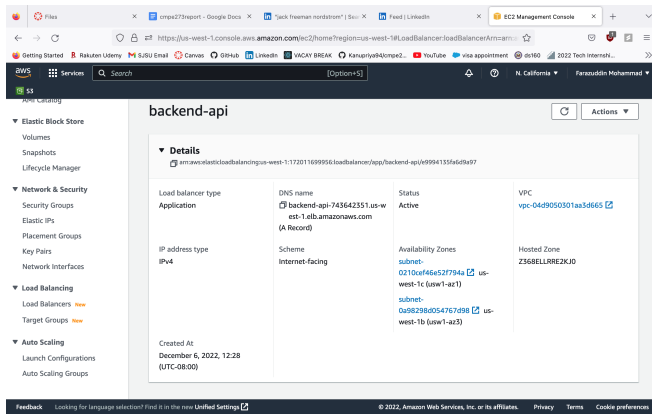 Files
cmpe273report - Google Docs
"jack freeman nordstrom" | Sear
Feed | LinkedIn
EC2 Management Console
https://us-west-1.console.aws.amazon.com/ec2/home?region=us-west-1#LoadBalancer:loadBalancerArn=arn:
Getting Started
Rakuten Udemy
SJSU Email
Canvas
GitHub
LinkedIn
VACAY BREAK
Kanupriya94/cmpe2...
YouTube
visa appointment
ds160
2022 Tech Internshi...
aws
Services
Search
[Option+S]
N. California
Farazuddin Mohammad
S3
AMI Catalog
Elastic Block Store
Volumes
Snapshots
Lifecycle Manager
Network & Security
Security Groups
Elastic IPs
Placement Groups
Key Pairs
Network Interfaces
Load Balancing
Load Balancers New
Target Groups New
Auto Scaling
Launch Configurations
Auto Scaling Groups
backend-api
Actions
Details
arn:aws:elasticloadbalancing:us-west-1:172011699956:loadbalancer/app/backend-api/e9994135fa6d9a97
Load balancer type
Application
DNS name
backend-api-743642351.us-w
est-1.elb.amazonaws.com
(A Record)
Status
Active
VPC
vpc-04d9050301aa3d665
IP address type
IPv4
Scheme
Internet-facing
Availability Zones
subnet-
0210cef46e52f794a us-
west-1c (usw1-az1)
subnet-
0a98298d054767d98 us-
west-1b (usw1-az3)
Hosted Zone
Z368ELLRRE2KJ0
Created At
December 6, 2022, 12:28
(UTC-08:00)
Feedback
Looking for language selection? Find it in the new Unified Settings
© 2022, Amazon Web Services, Inc. or its affiliates.
Privacy
Terms
Cookie preferences